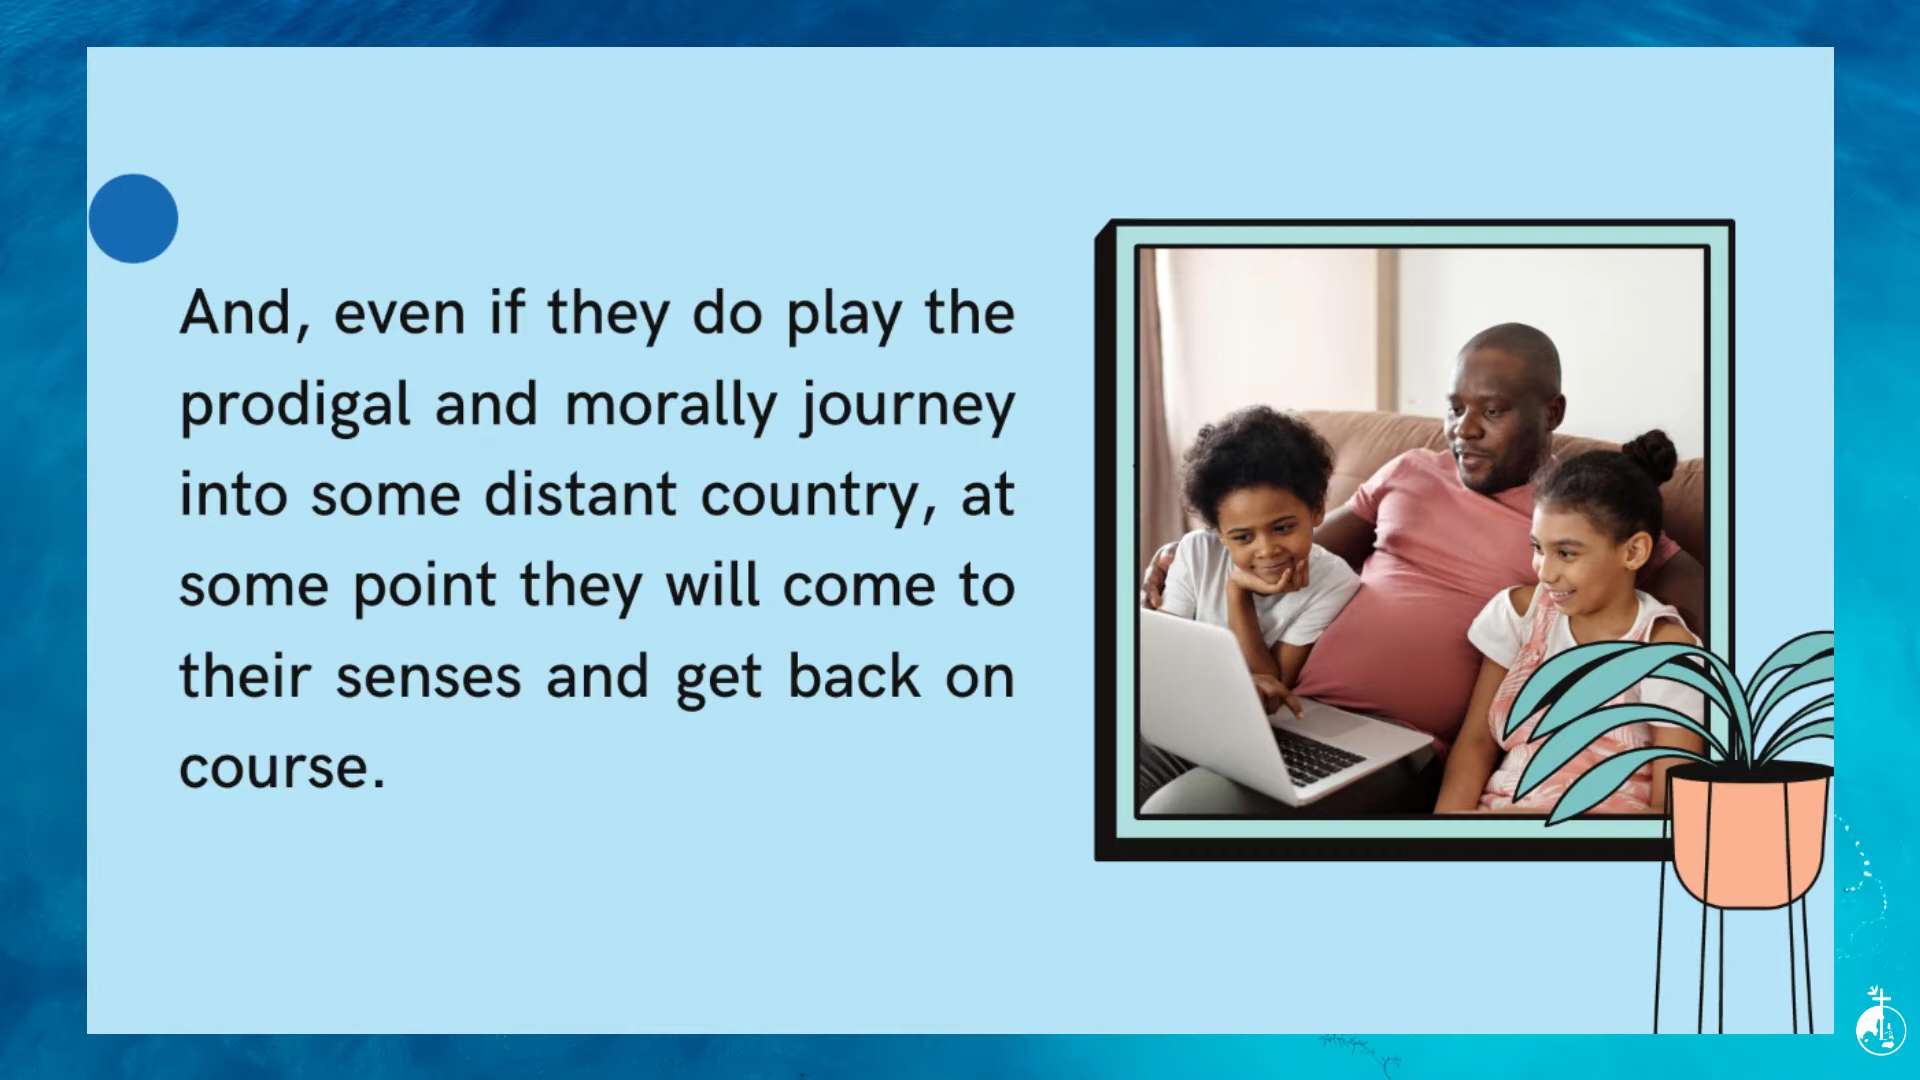 And, even if they do play the
prodigal and morally journey
into some distant country, at
some point they will come to
their senses and get back on
course.